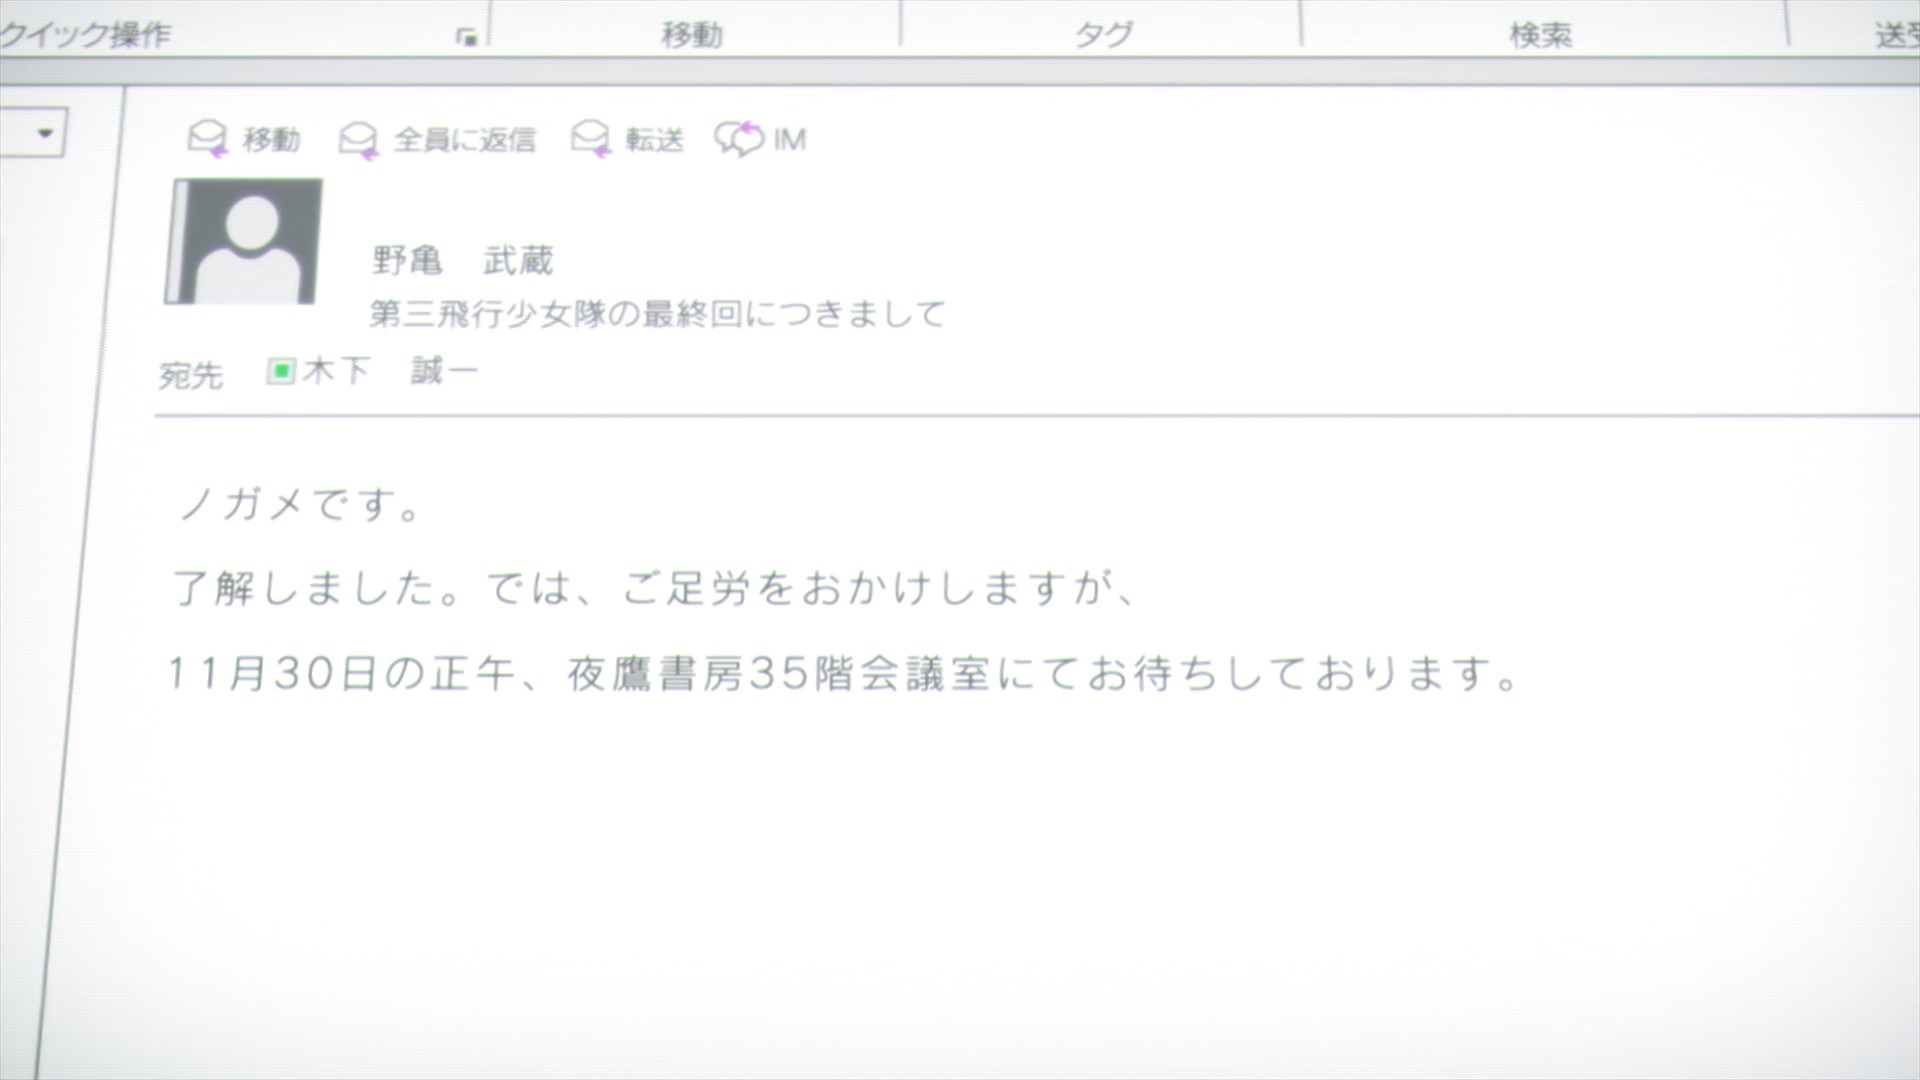 クイック操作 移動 タグ 検索 送受
移動 全員に返信 転送 IM
野亀 武蔵
第三飛行少女隊の最終回につきまして
宛先 木下 誠一
ノガメです。
了解しました。では、ご足労をおかけしますが、
11月30日の正午、夜鷹書房35階会議室にてお待ちしております。